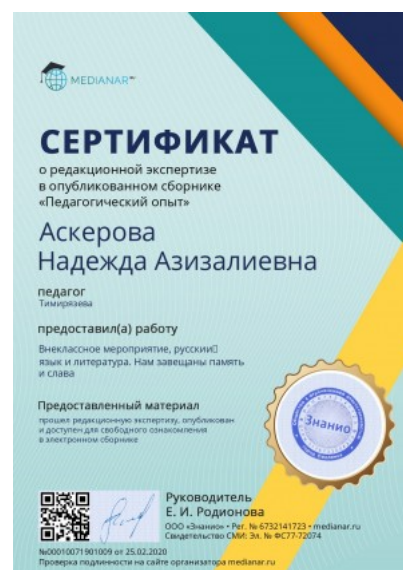 MEDIANAR
СЕРТИФИКАТ
о редакционной экспертизе
в опубликованном сборнике
«Педагогический опыт»
Аскерова
Надежда Азизалиевна
педагог
Тимирязева
предоставил(а) работу
Внеклассное мероприятие, русский
язык и литература. Нам завещаны память
и слава
Предоставленный материал
прошел редакционную экспертизу, опубликован
и доступен для свободного ознакомления
в электронном сборнике
Знанио
Руководитель
Е. И. Родионова
ООО «Знанио» • Рег. № 6732141723 • medianar.ru
Свидетельство СМИ: Эл. № ФС77-72074
№00010071901009 от 25.02.2020
Проверка подлинности на сайте организатора medianar.ru